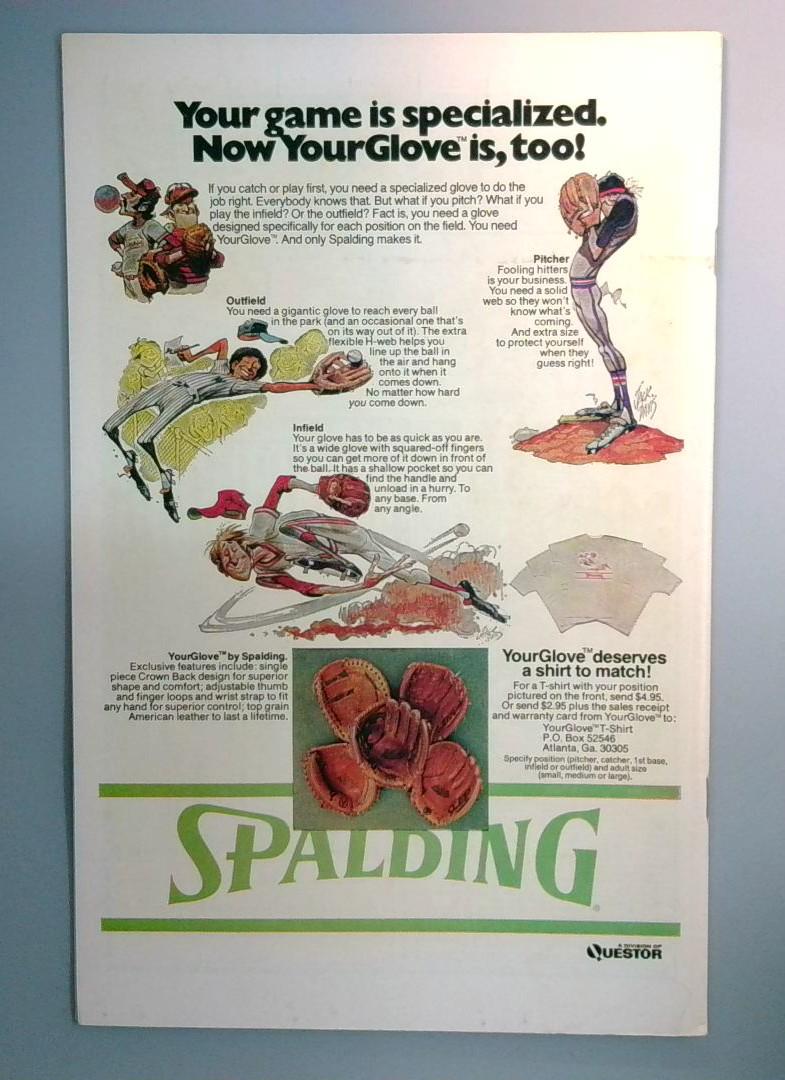 Your game is specialized.
Now YourGlove™ is, too!
If you catch or play first, you need a specialized glove to do the
job right. Everybody knows that. But what if you pitch? What if you
play the infield? Or the outfield? Fact is, you need a glove
designed specifically for each position on the field. You need
YourGlove™. And only Spalding makes it.
Pitcher
Fooling hitters
is your business.
You need a solid
web so they won't
know what's
coming.
And extra size
to protect yourself
when they
guess right!
Jack
Davis
Outfield
You need a gigantic glove to reach every ball
in the park (and an occasional one that's
on its way out of it). The extra
flexible H-web helps you
line up the ball in
the air and hang
onto it when it
comes down.
No matter how hard
you come down.
Infield
Your glove has to be as quick as you are.
It's a wide glove with squared-off fingers
so you can get more of it down in front of
the ball. It has a shallow pocket so you can
find the handle and
unload in a hurry. To
any base. From
any angle.
YourGlove™ by Spalding.
Exclusive features include: single
piece Crown Back design for superior
shape and comfort; adjustable thumb
and finger loops and wrist strap to fit
any hand for superior control; top grain
American leather to last a lifetime.
YourGlove™ deserves
a shirt to match!
For a T-shirt with your position
pictured on the front, send $4.95.
Or send $2.95 plus the sales receipt
and warranty card from YourGlove™ to:
YourGlove™ T-Shirt
P.O. Box 52546
Atlanta, Ga. 30305
Specify position (pitcher, catcher, 1st base,
infield or outfield) and adult size
(small, medium or large).
SPALDING®
A DIVISION OF
QUESTOR